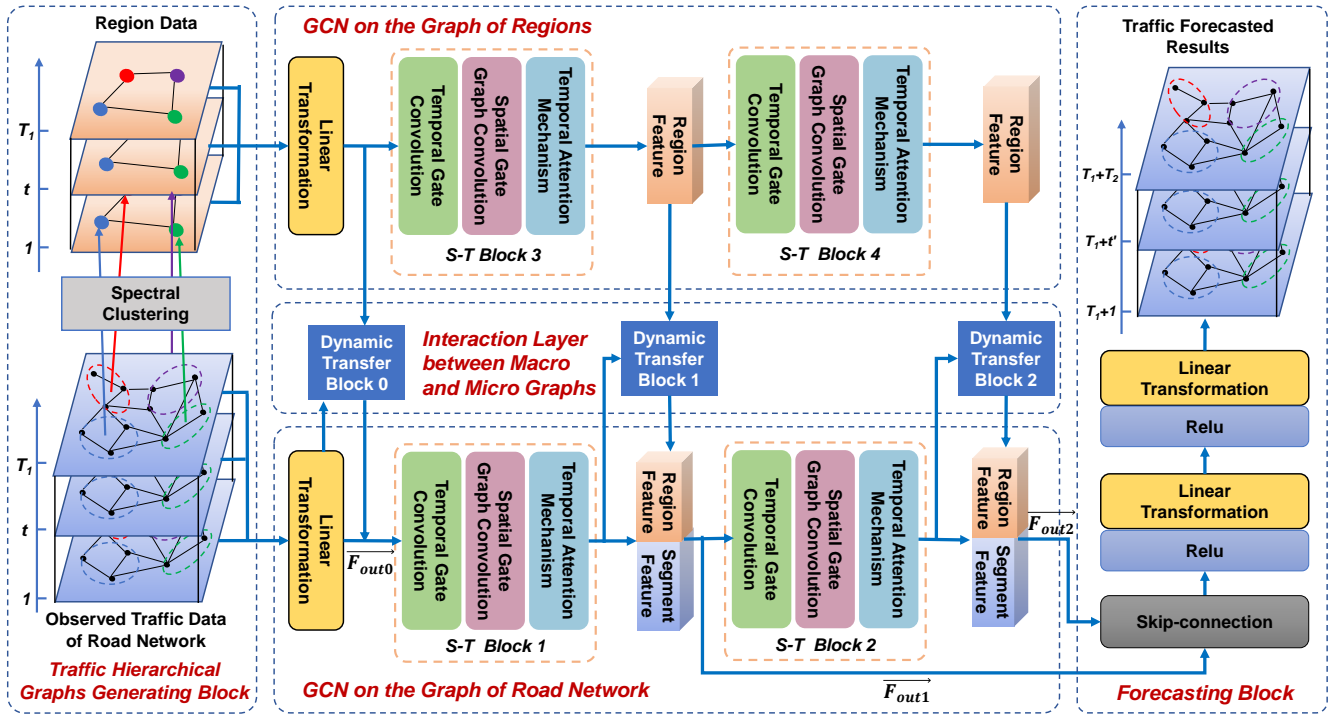 Region Data
T1
t
1
Spectral
Clustering
T1
t
1
Observed Traffic Data
of Road Network
Traffic Hierarchical
Graphs Generating Block
GCN on the Graph of Regions
Linear
Transformation
Temporal Gate
Convolution
Spatial Gate
Graph Convolution
Temporal Attention
Mechanism
S-T Block 3
Region
Feature
Temporal Gate
Convolution
Spatial Gate
Graph Convolution
Temporal Attention
Mechanism
S-T Block 4
Region
Feature
Dynamic
Transfer
Block 0
Interaction Layer
between Macro
and Micro Graphs
Dynamic
Transfer
Block 1
Dynamic
Transfer
Block 2
Linear
Transformation
Fout0
Temporal Gate
Convolution
Spatial Gate
Graph Convolution
Temporal Attention
Mechanism
S-T Block 1
Region
Feature
Segment
Feature
Temporal Gate
Convolution
Spatial Gate
Graph Convolution
Temporal Attention
Mechanism
S-T Block 2
Region
Feature
Segment
Feature
Fout2
Fout1
GCN on the Graph of Road Network
Traffic Forecasted
Results
T1+T2
T1+t'
T1+1
Linear
Transformation
Relu
Linear
Transformation
Relu
Skip-connection
Forecasting Block